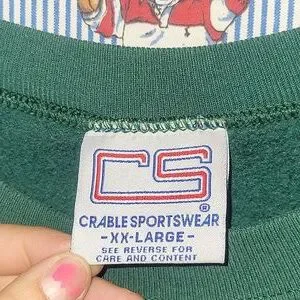 CS
®
CRABLE SPORTSWEAR
-XX-LARGE-
SEE REVERSE FOR
CARE AND CONTENT